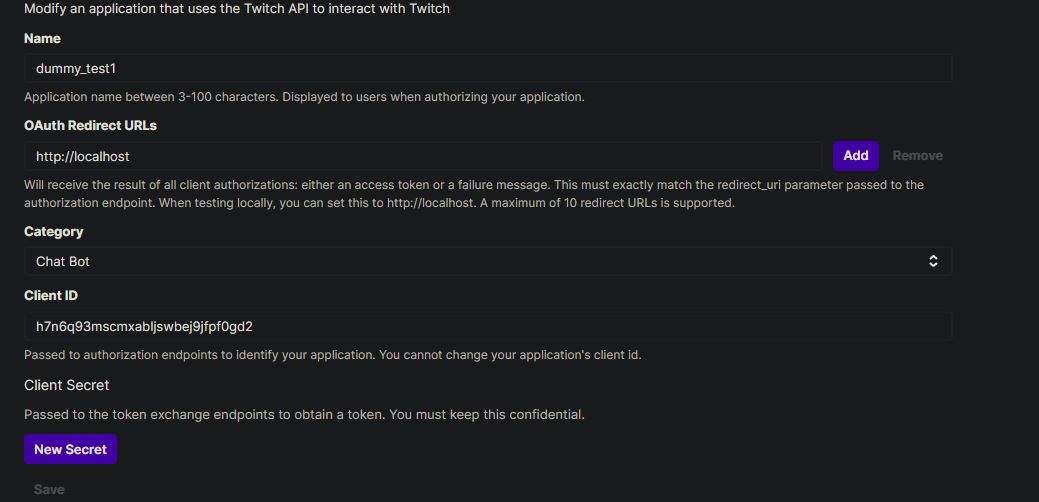 Modify an application that uses the Twitch API to interact with Twitch
Name
dummy_test1
Application name between 3-100 characters. Displayed to users when authorizing your application.
OAuth Redirect URLs
http://localhost
Add Remove
Will receive the result of all client authorizations: either an access token or a failure message. This must exactly match the redirect_uri parameter passed to the
authorization endpoint. When testing locally, you can set this to http://localhost. A maximum of 10 redirect URLs is supported.
Category
Chat Bot
Client ID
h7n6q93mscmxabljswbej9jfpf0gd2
Passed to authorization endpoints to identify your application. You cannot change your application's client id.
Client Secret
Passed to the token exchange endpoints to obtain a token. You must keep this confidential.
New Secret
Save